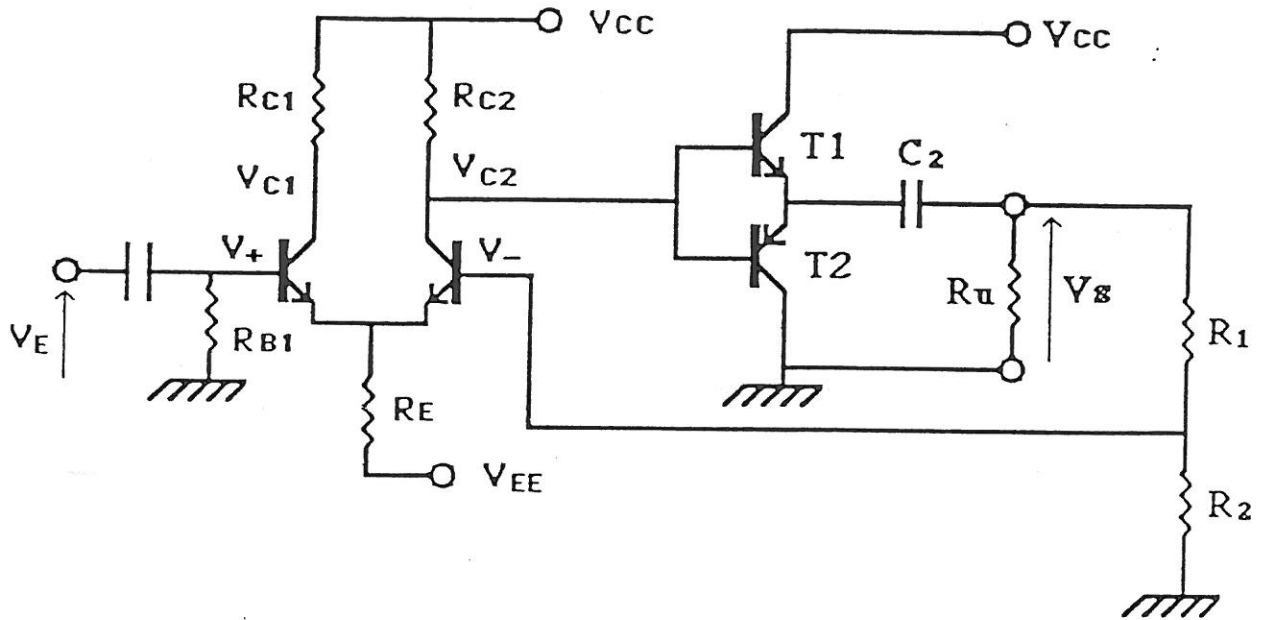 VCC
VCC
RC1
RC2
T1
C2
VC1
VC2
V+
V-
T2
RU
VS
VE
RB1
R1
RE
VEE
R2